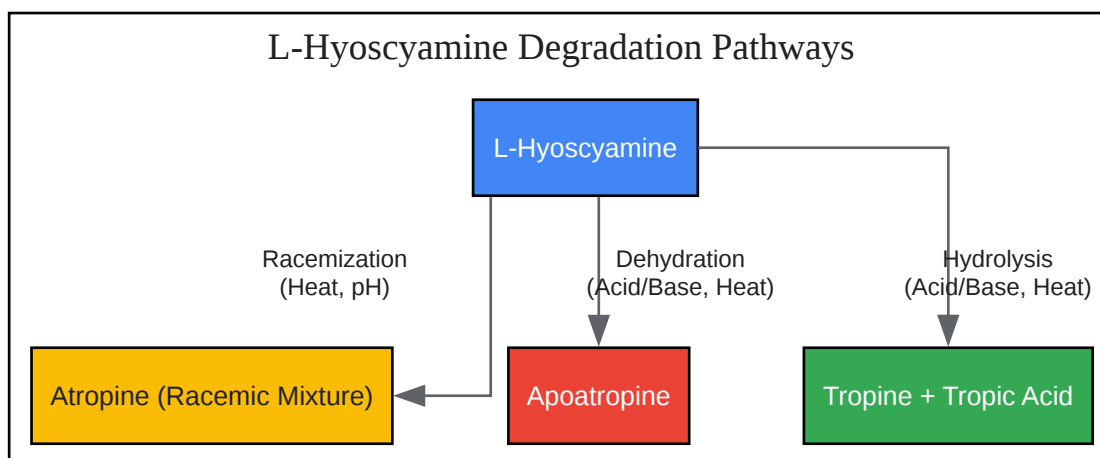 L-Hyoscyamine Degradation Pathways
L-Hyoscyamine
Racemization
(Heat, pH)
Dehydration
(Acid/Base, Heat)
Hydrolysis
(Acid/Base, Heat)
Atropine (Racemic Mixture)
Apoatropine
Tropine + Tropic Acid